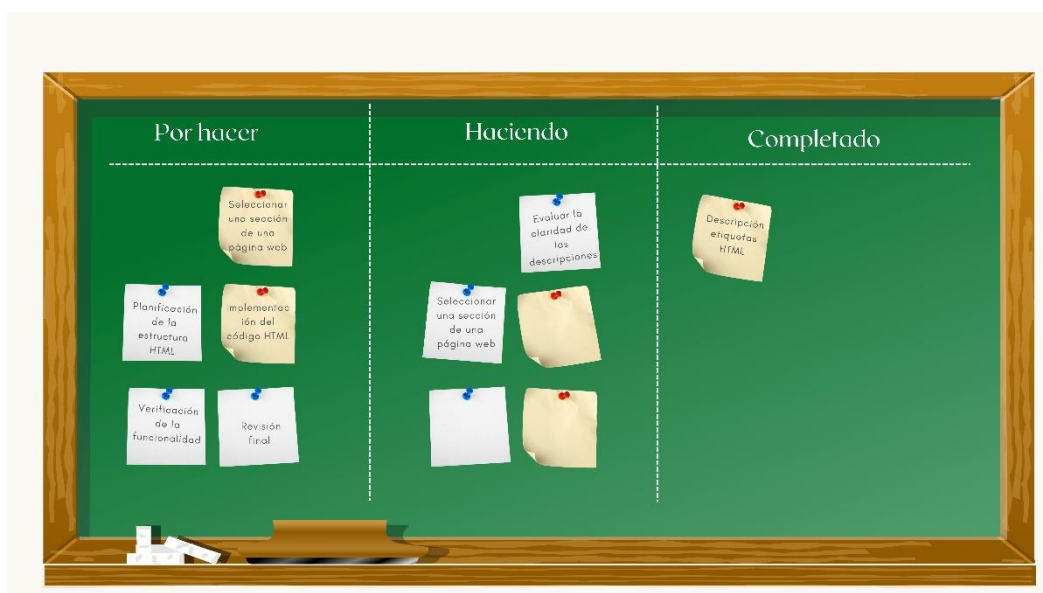 Por hacer
Haciendo
Completado
Seleccionar
una sección
de una
página web
Planificación
de la
estructura
HTML
Implementac
ión del
código HTML
Verificación
de la
funcionalidad
Revisión
final
Evaluar la
claridad de
las
descripciones
Seleccionar
una sección
de una
página web
Descripción
etiquetas
HTML